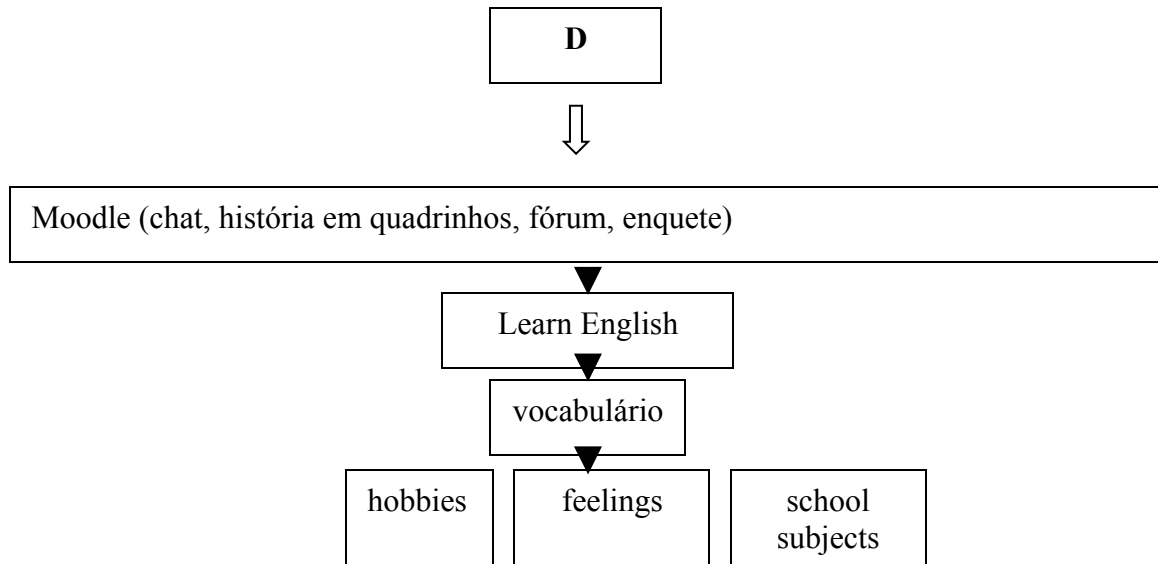 D
Moodle (chat, história em quadrinhos, fórum, enquete)
Learn English
vocabulário
hobbies
feelings
school
subjects